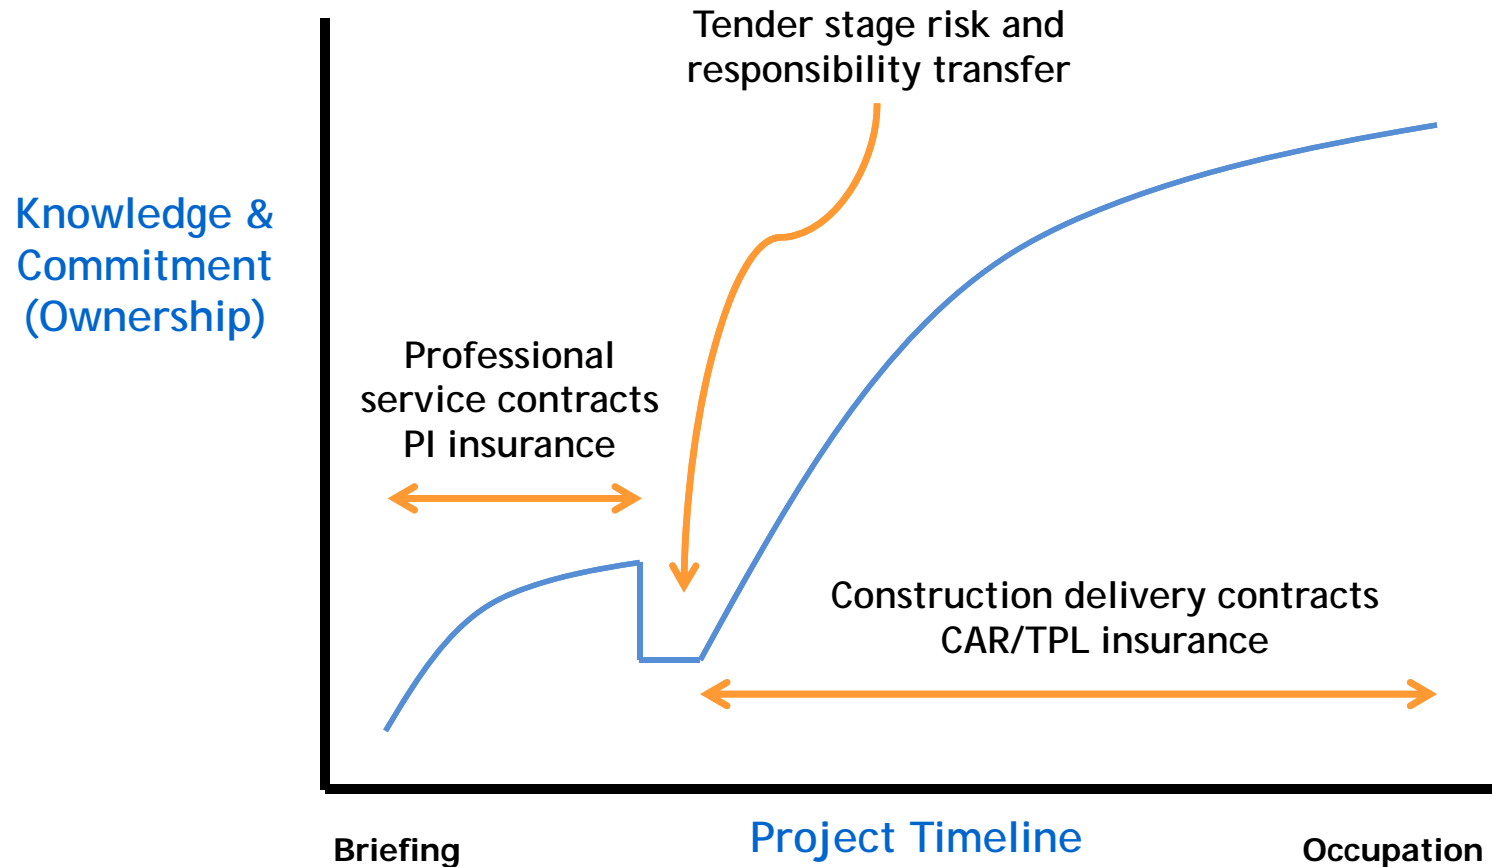 Tender stage risk and
responsibility transfer
Knowledge &
Commitment
(Ownership)
Professional
service contracts
PI insurance
Construction delivery contracts
CAR/TPL insurance
Briefing
Project Timeline
Occupation